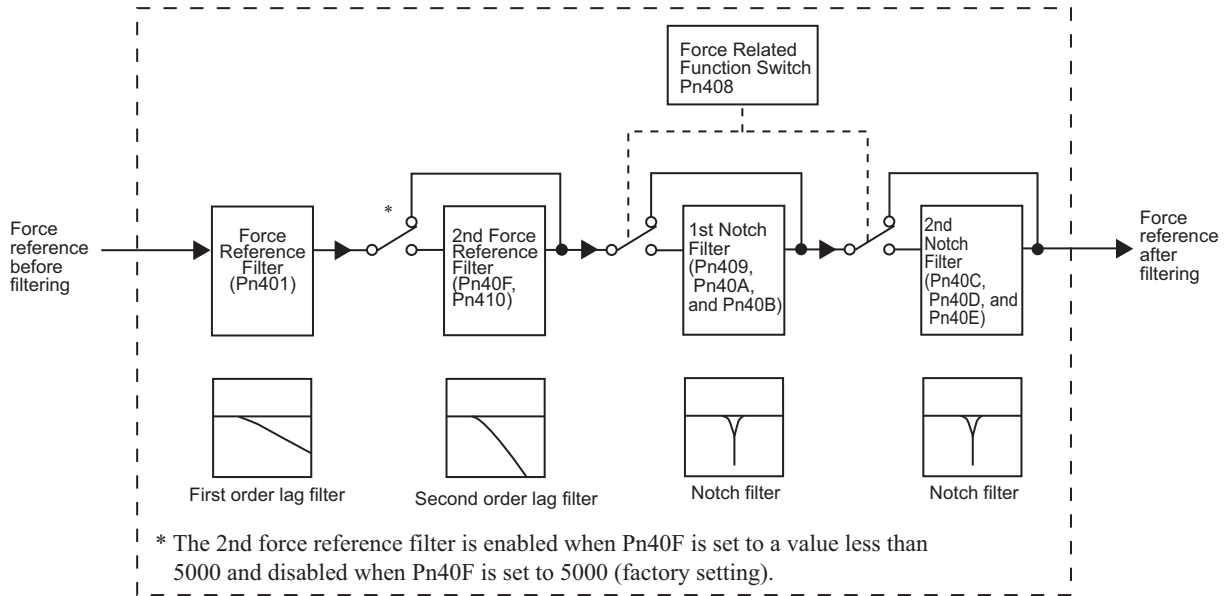 Force Related
Function Switch
Pn408
Force
reference
before
filtering
Force
Reference
Filter
(Pn401)
*
2nd Force
Reference
Filter
(Pn40F,
Pn410)
1st Notch
Filter
(Pn409,
Pn40A,
and Pn40B)
2nd
Notch
Filter
(Pn40C,
Pn40D, and
Pn40E)
Force
reference
after
filtering
First order lag filter
Second order lag filter
Notch filter
Notch filter
* The 2nd force reference filter is enabled when Pn40F is set to a value less than
5000 and disabled when Pn40F is set to 5000 (factory setting).